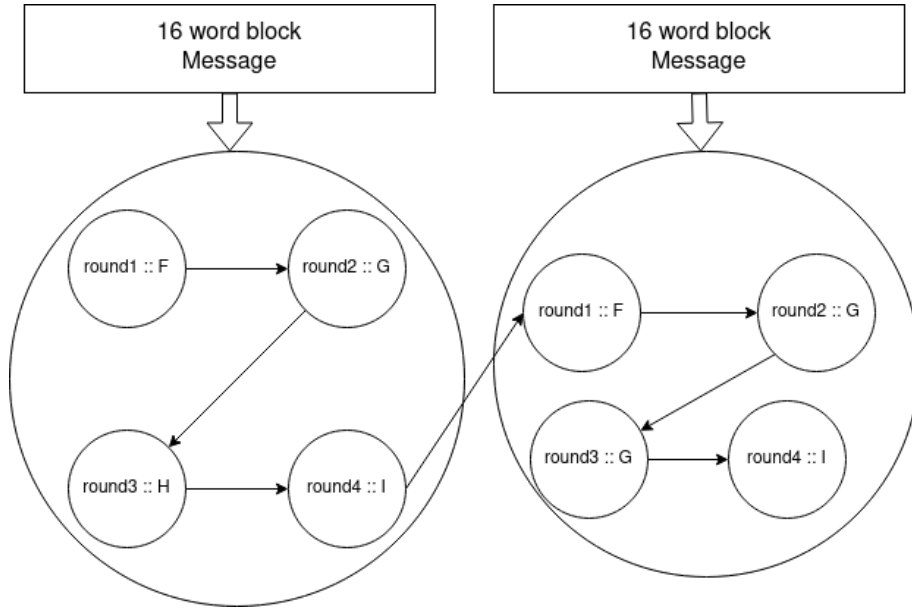 16 word block
Message
16 word block
Message
round1 :: F
round2 :: G
round3 :: H
round4 :: I
round1 :: F
round2 :: G
round3 :: G
round4 :: I